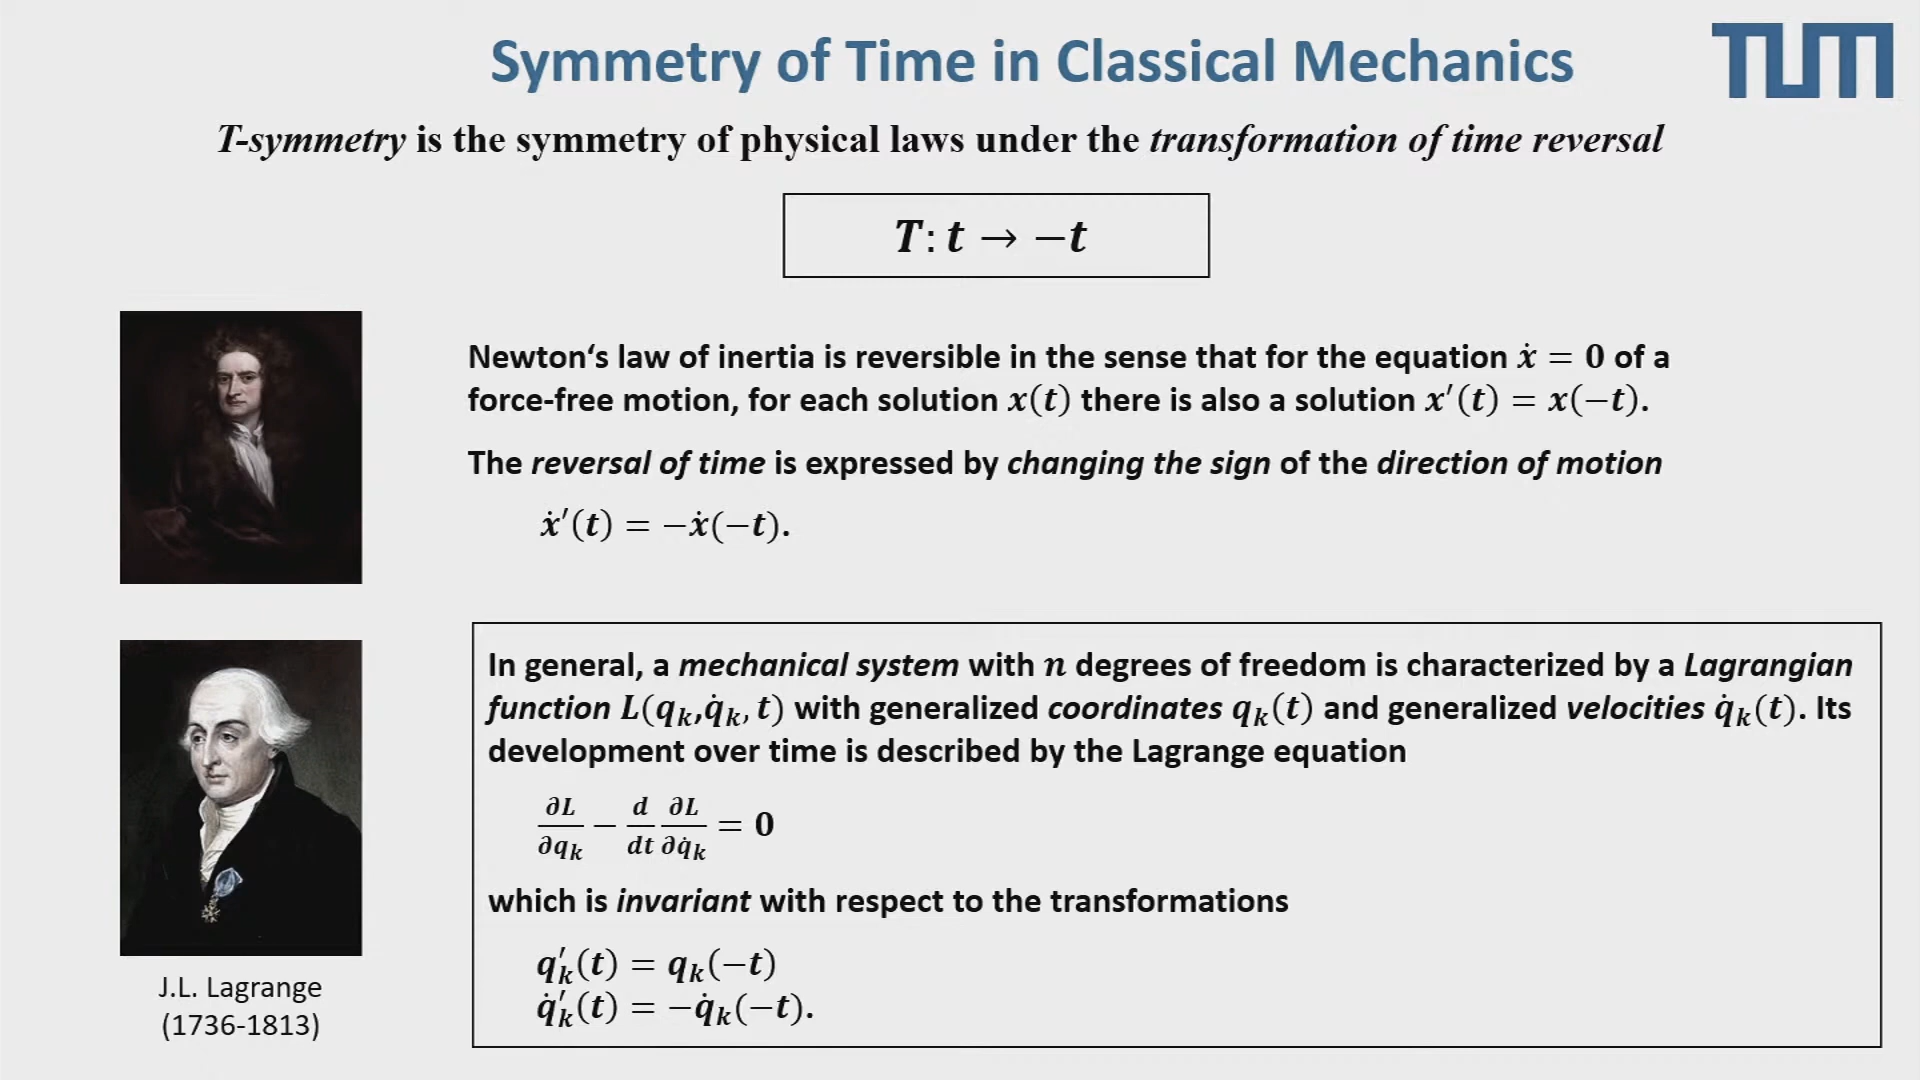 Symmetry of Time in Classical Mechanics
TUM
T-symmetry is the symmetry of physical laws under the transformation of time reversal
T: t → −t
Newton‘s law of inertia is reversible in the sense that for the equation ẋ = 0 of a
force-free motion, for each solution x(t) there is also a solution x′(t) = x(−t).
The reversal of time is expressed by changing the sign of the direction of motion
ẋ′(t) = −ẋ(−t).
In general, a mechanical system with n degrees of freedom is characterized by a Lagrangian
function L(qₖ,q̇ₖ, t) with generalized coordinates qₖ(t) and generalized velocities q̇ₖ(t). Its
development over time is described by the Lagrange equation
∂L/∂qₖ − d/dt ∂L/∂q̇ₖ = 0
which is invariant with respect to the transformations
q′ₖ(t) = qₖ(−t)
q̇′ₖ(t) = −q̇ₖ(−t).
J.L. Lagrange
(1736-1813)